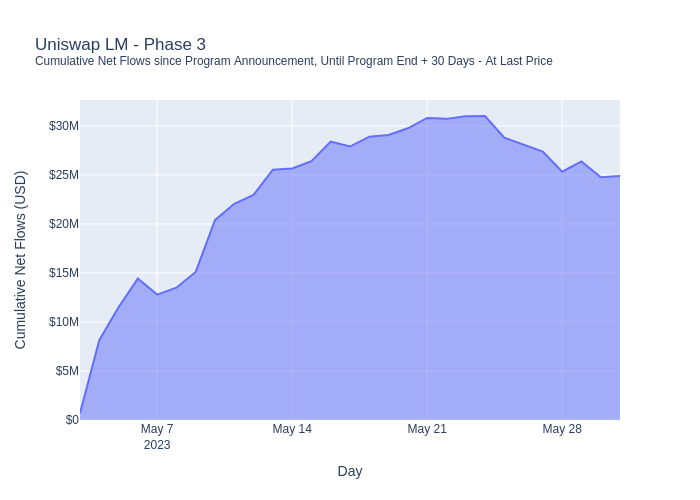 Uniswap LM - Phase 3
Cumulative Net Flows since Program Announcement, Until Program End + 30 Days - At Last Price
Cumulative Net Flows (USD)
$30M
$25M
$20M
$15M
$10M
$5M
$0
May 7
2023
May 14
May 21
May 28
Day